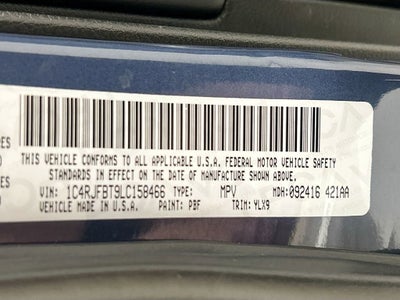 THIS VEHICLE CONFORMS TO ALL APPLICABLE U.S.A. FEDERAL MOTOR VEHICLE SAFETY
STANDARDS IN EFFECT ON THE DATE OF MANUFACTURE SHOWN ABOVE.
VIN: 1C4RJFBT9LC158466 TYPE: MPV MDH:092416 421AA
VEHICLE MADE IN U.S.A. PAINT: PBF TRIM: YLX9